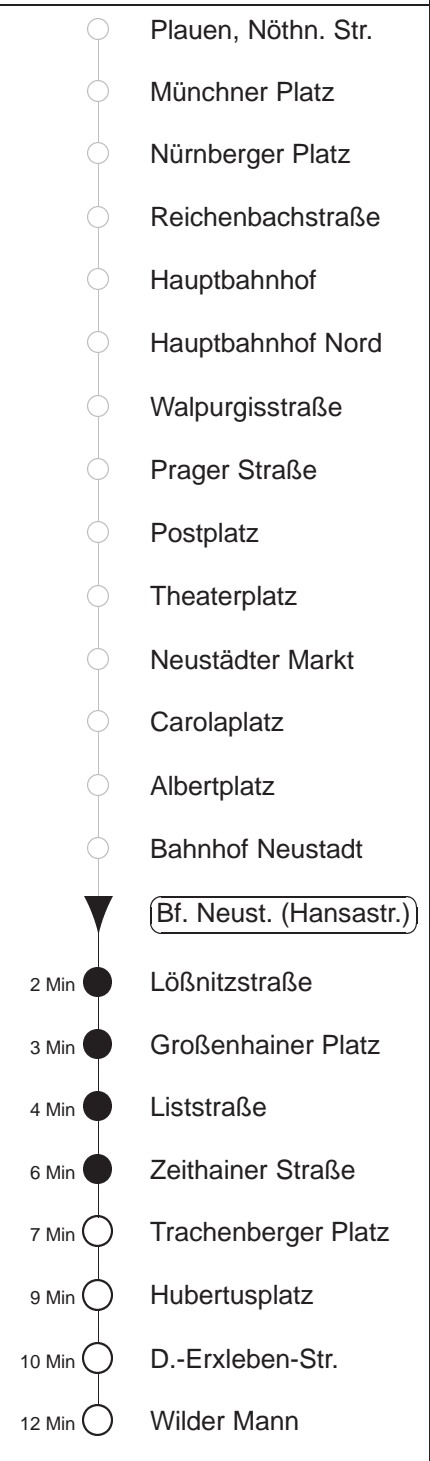 Plauen, Nöthn. Str.
Münchner Platz
Nürnberger Platz
Reichenbachstraße
Hauptbahnhof
Hauptbahnhof Nord
Walpurgisstraße
Prager Straße
Postplatz
Theaterplatz
Neustädter Markt
Carolaplatz
Albertplatz
Bahnhof Neustadt
Bf. Neust. (Hansastr.)
2 Min Lößnitzstraße
3 Min Großenhainer Platz
4 Min Liststraße
6 Min Zeithainer Straße
7 Min Trachenberger Platz
9 Min Hubertusplatz
10 Min D.-Erxleben-Str.
12 Min Wilder Mann